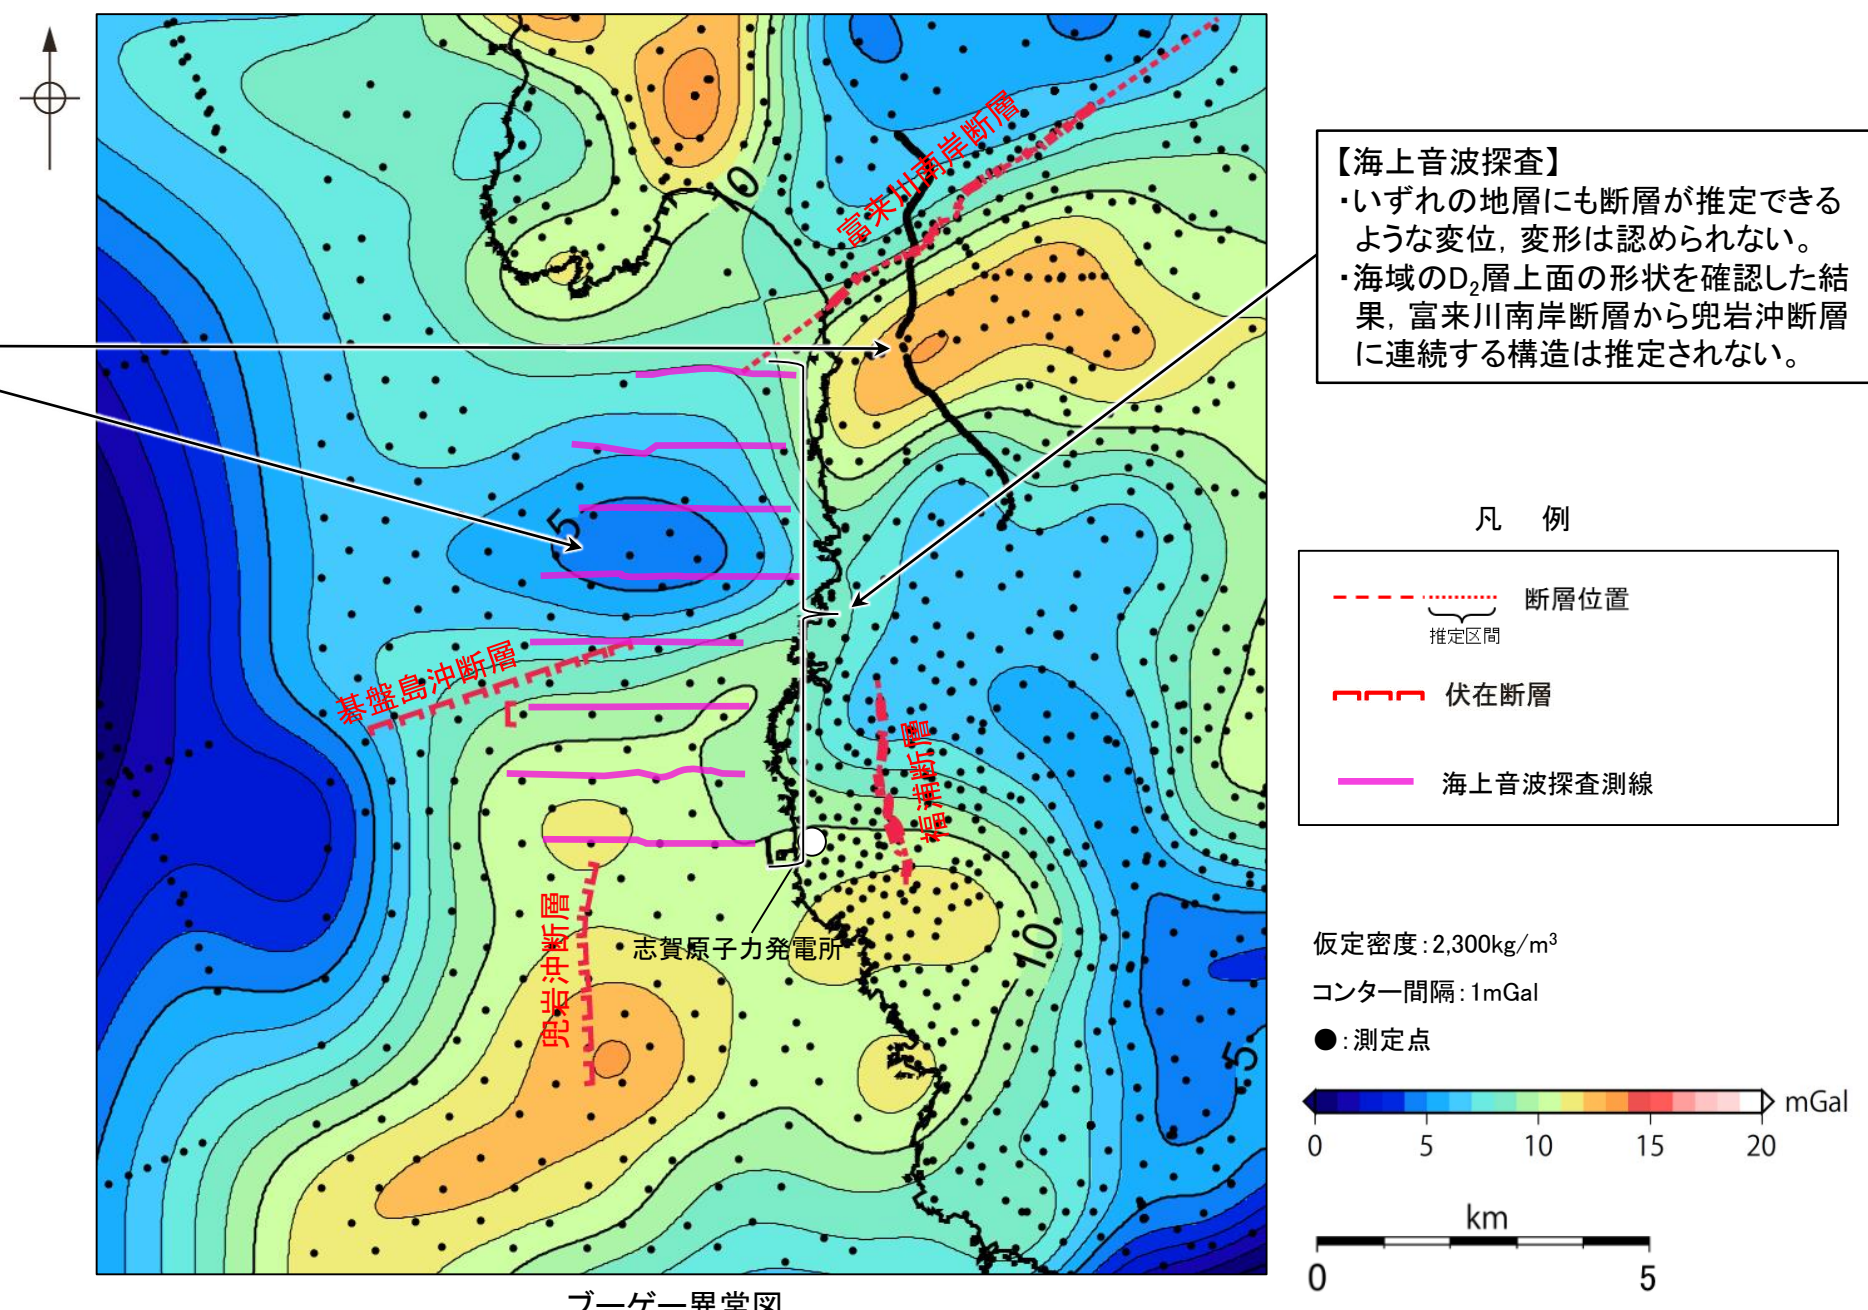 【海上音波探査】
・いずれの地層にも断層が推定できる
ような変位，変形は認められない。
・海域のD₂層上面の形状を確認した結
果，富来川南岸断層から兜岩沖断層
に連続する構造は推定されない。
富来川南岸断層
10
5
碁盤島沖断層
福浦断層
兜岩沖断層
志賀原子力発電所
10
5
凡 例
断層位置
推定区間
伏在断層
海上音波探査測線
仮定密度：2,300kg/m³
コンター間隔：1mGal
●：測定点
mGal
0 5 10 15 20
km
0 5
ブーゲー異常図